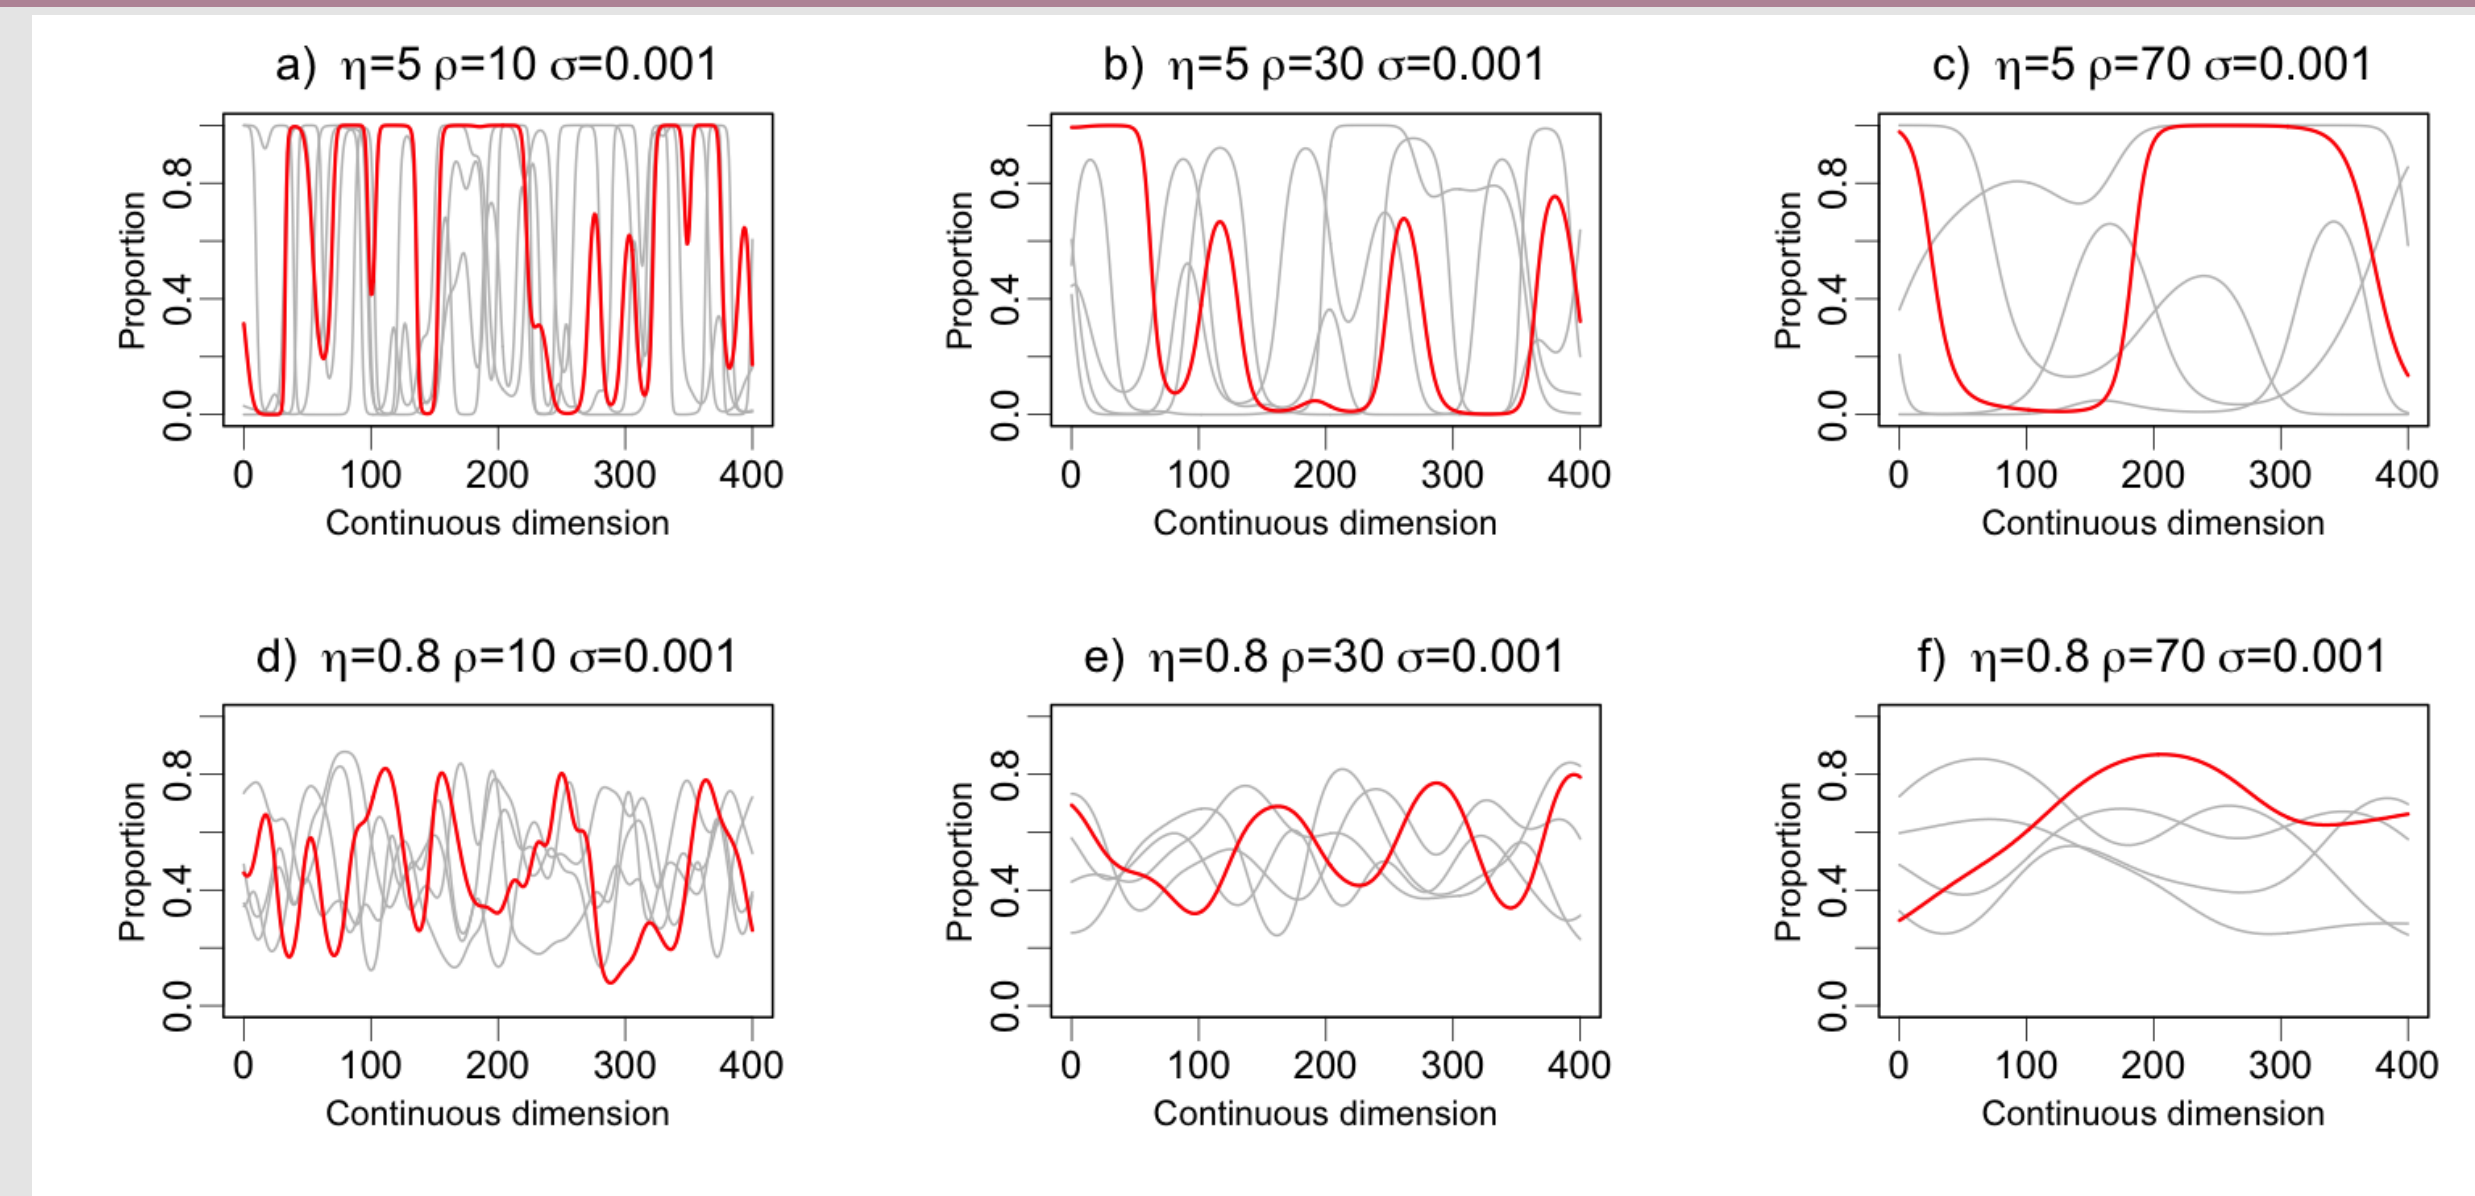 a) η=5 ρ=10 σ=0.001
Proportion
0.0 0.4 0.8
0 100 200 300 400
Continuous dimension
b) η=5 ρ=30 σ=0.001
Proportion
0.0 0.4 0.8
0 100 200 300 400
Continuous dimension
c) η=5 ρ=70 σ=0.001
Proportion
0.0 0.4 0.8
0 100 200 300 400
Continuous dimension
d) η=0.8 ρ=10 σ=0.001
Proportion
0.0 0.4 0.8
0 100 200 300 400
Continuous dimension
e) η=0.8 ρ=30 σ=0.001
Proportion
0.0 0.4 0.8
0 100 200 300 400
Continuous dimension
f) η=0.8 ρ=70 σ=0.001
Proportion
0.0 0.4 0.8
0 100 200 300 400
Continuous dimension